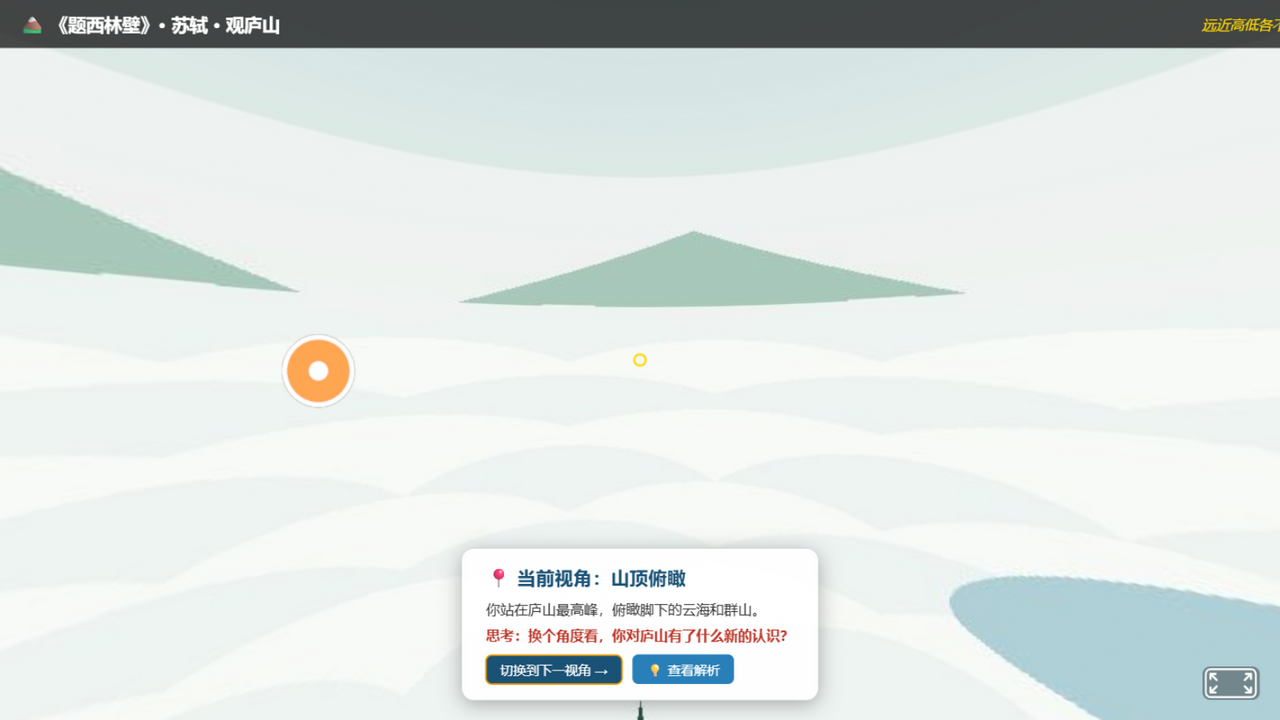 《题西林壁》· 苏轼 · 观庐山
远近高低各不
当前视角：山顶俯瞰
你站在庐山最高峰，俯瞰脚下的云海和群山。
思考：换个角度看，你对庐山有了什么新的认识？
切换到下一视角 →
查看解析